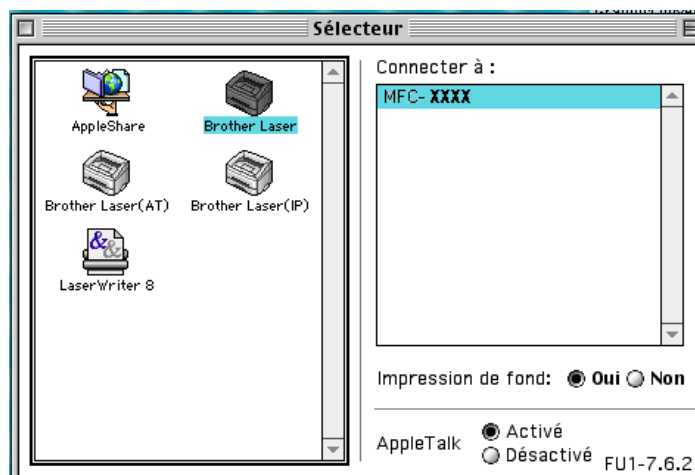 Sélecteur
AppleShare
Brother Laser
Brother Laser(AT)
Brother Laser(IP)
LaserWriter 8
Connecter à :
MFC- XXXX
Impression de fond: Oui Non
AppleTalk
Activé
Désactivé
FU1-7.6.2